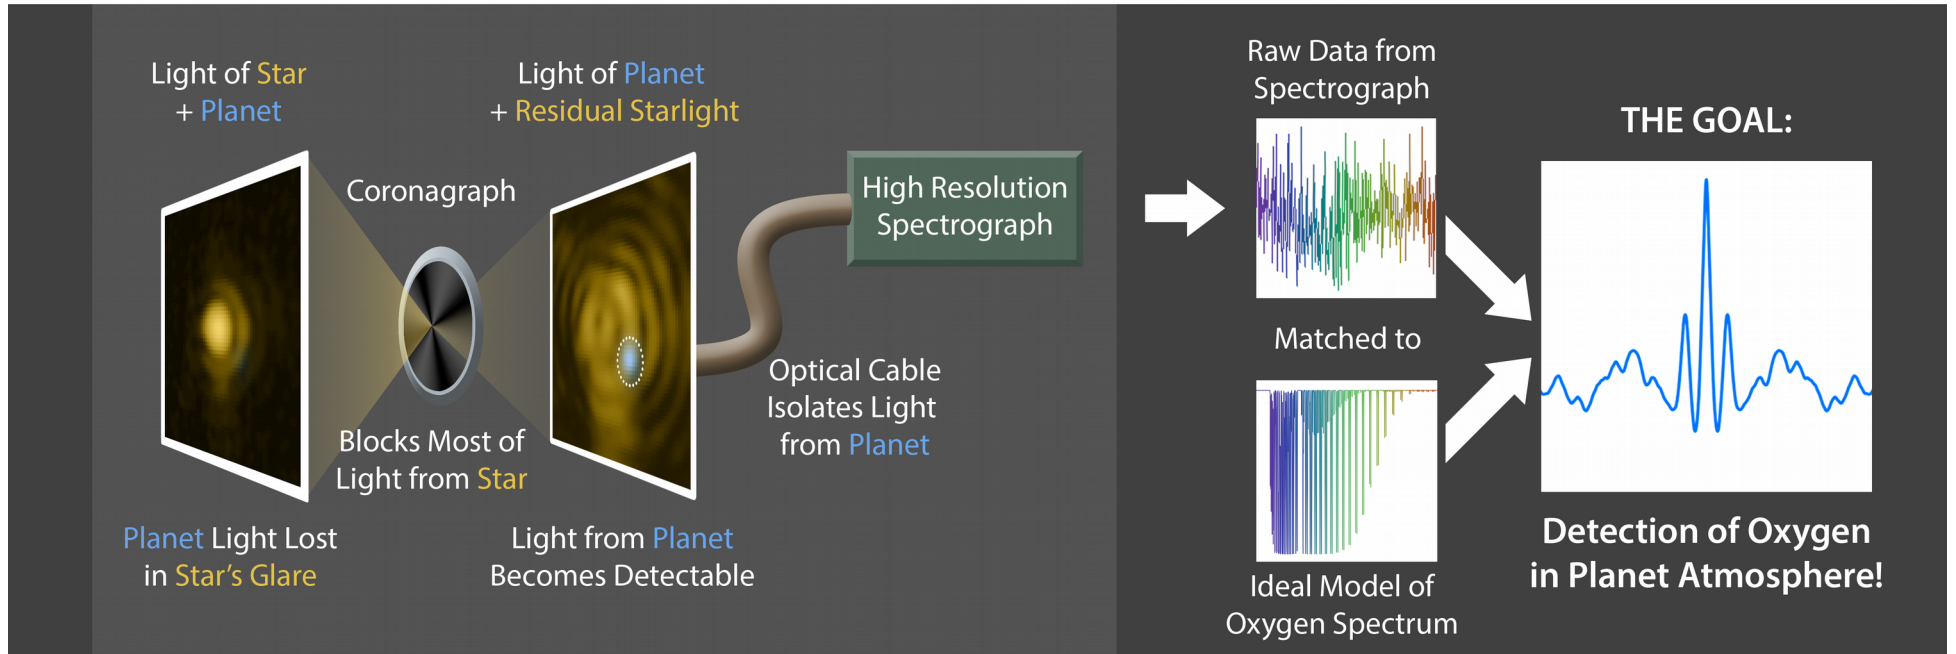 Light of Star
+ Planet
Light of Planet
+ Residual Starlight
Coronagraph
Blocks Most of
Light from Star
Planet Light Lost
in Star's Glare
Light from Planet
Becomes Detectable
High Resolution
Spectrograph
Optical Cable
Isolates Light
from Planet
Raw Data from
Spectrograph
Matched to
Ideal Model of
Oxygen Spectrum
THE GOAL:
Detection of Oxygen
in Planet Atmosphere!